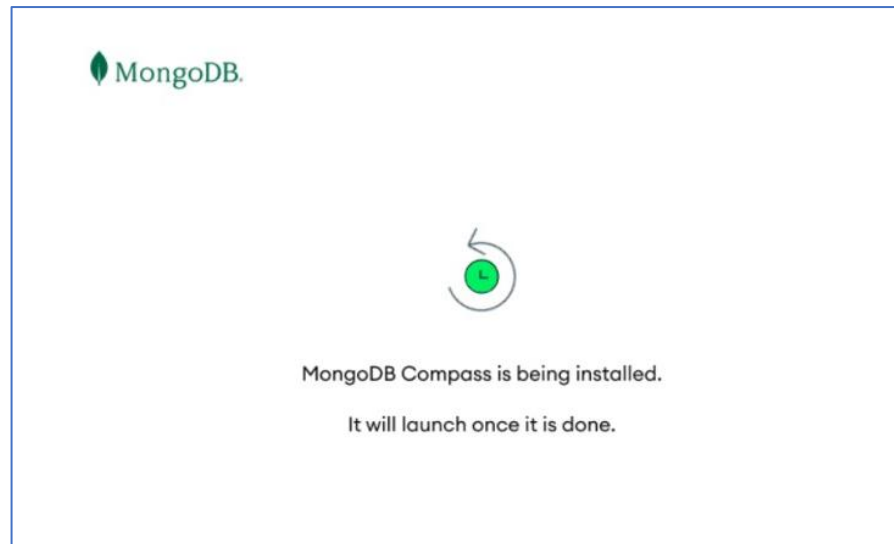 MongoDB.
MongoDB Compass is being installed.
It will launch once it is done.